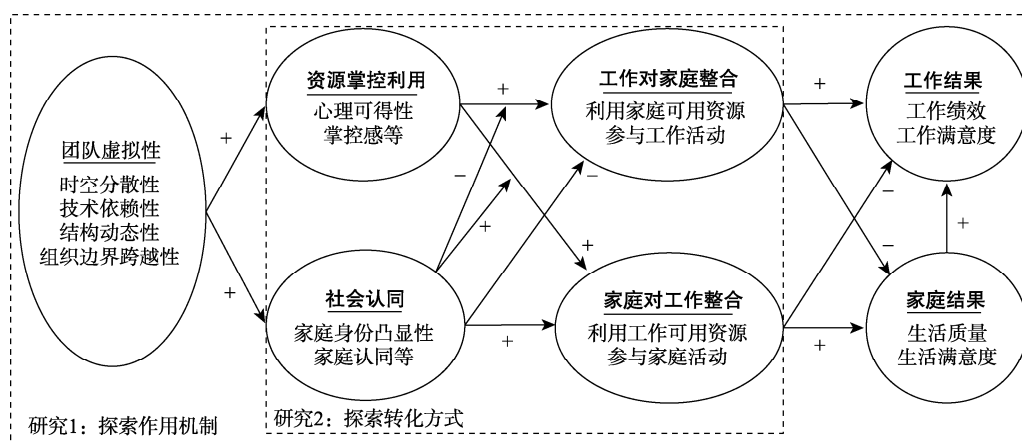 团队虚拟性
时空分散性
技术依赖性
结构动态性
组织边界跨越性
+
+
资源掌控利用
心理可得性
掌控感等
社会认同
家庭身份凸显性
家庭认同等
+
−
+
−
+
+
工作对家庭整合
利用家庭可用资源
参与工作活动
家庭对工作整合
利用工作可用资源
参与家庭活动
+
−
−
+
工作结果
工作绩效
工作满意度
+
家庭结果
生活质量
生活满意度
研究1：探索作用机制
研究2：探索转化方式